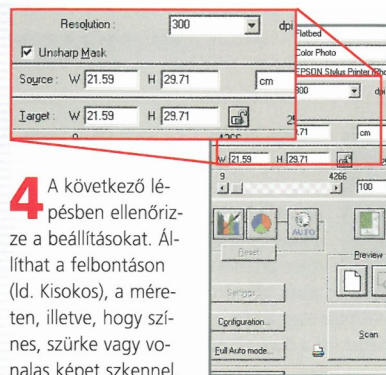 Resolution: 300 dpi
Unsharp Mask
Source: W 21.59 H 29.71 cm
Target: W 21.59 H 29.71
4266
Flatbed
Color Photo
EPSON Stylus Printer
300
.71 cm
W 21.59 H 29.71
9 4266
100
AUTO
Reset
Preview
Configuration...
Scan
Full Auto mode...
4 A következő lé-
pésben ellenőriz-
ze a beállításokat. Ál-
líthat a felbontáson
(ld. Kisokos), a mére-
ten, illetve, hogy szí-
nes, szürke vagy vo-
nalas képet szkennel